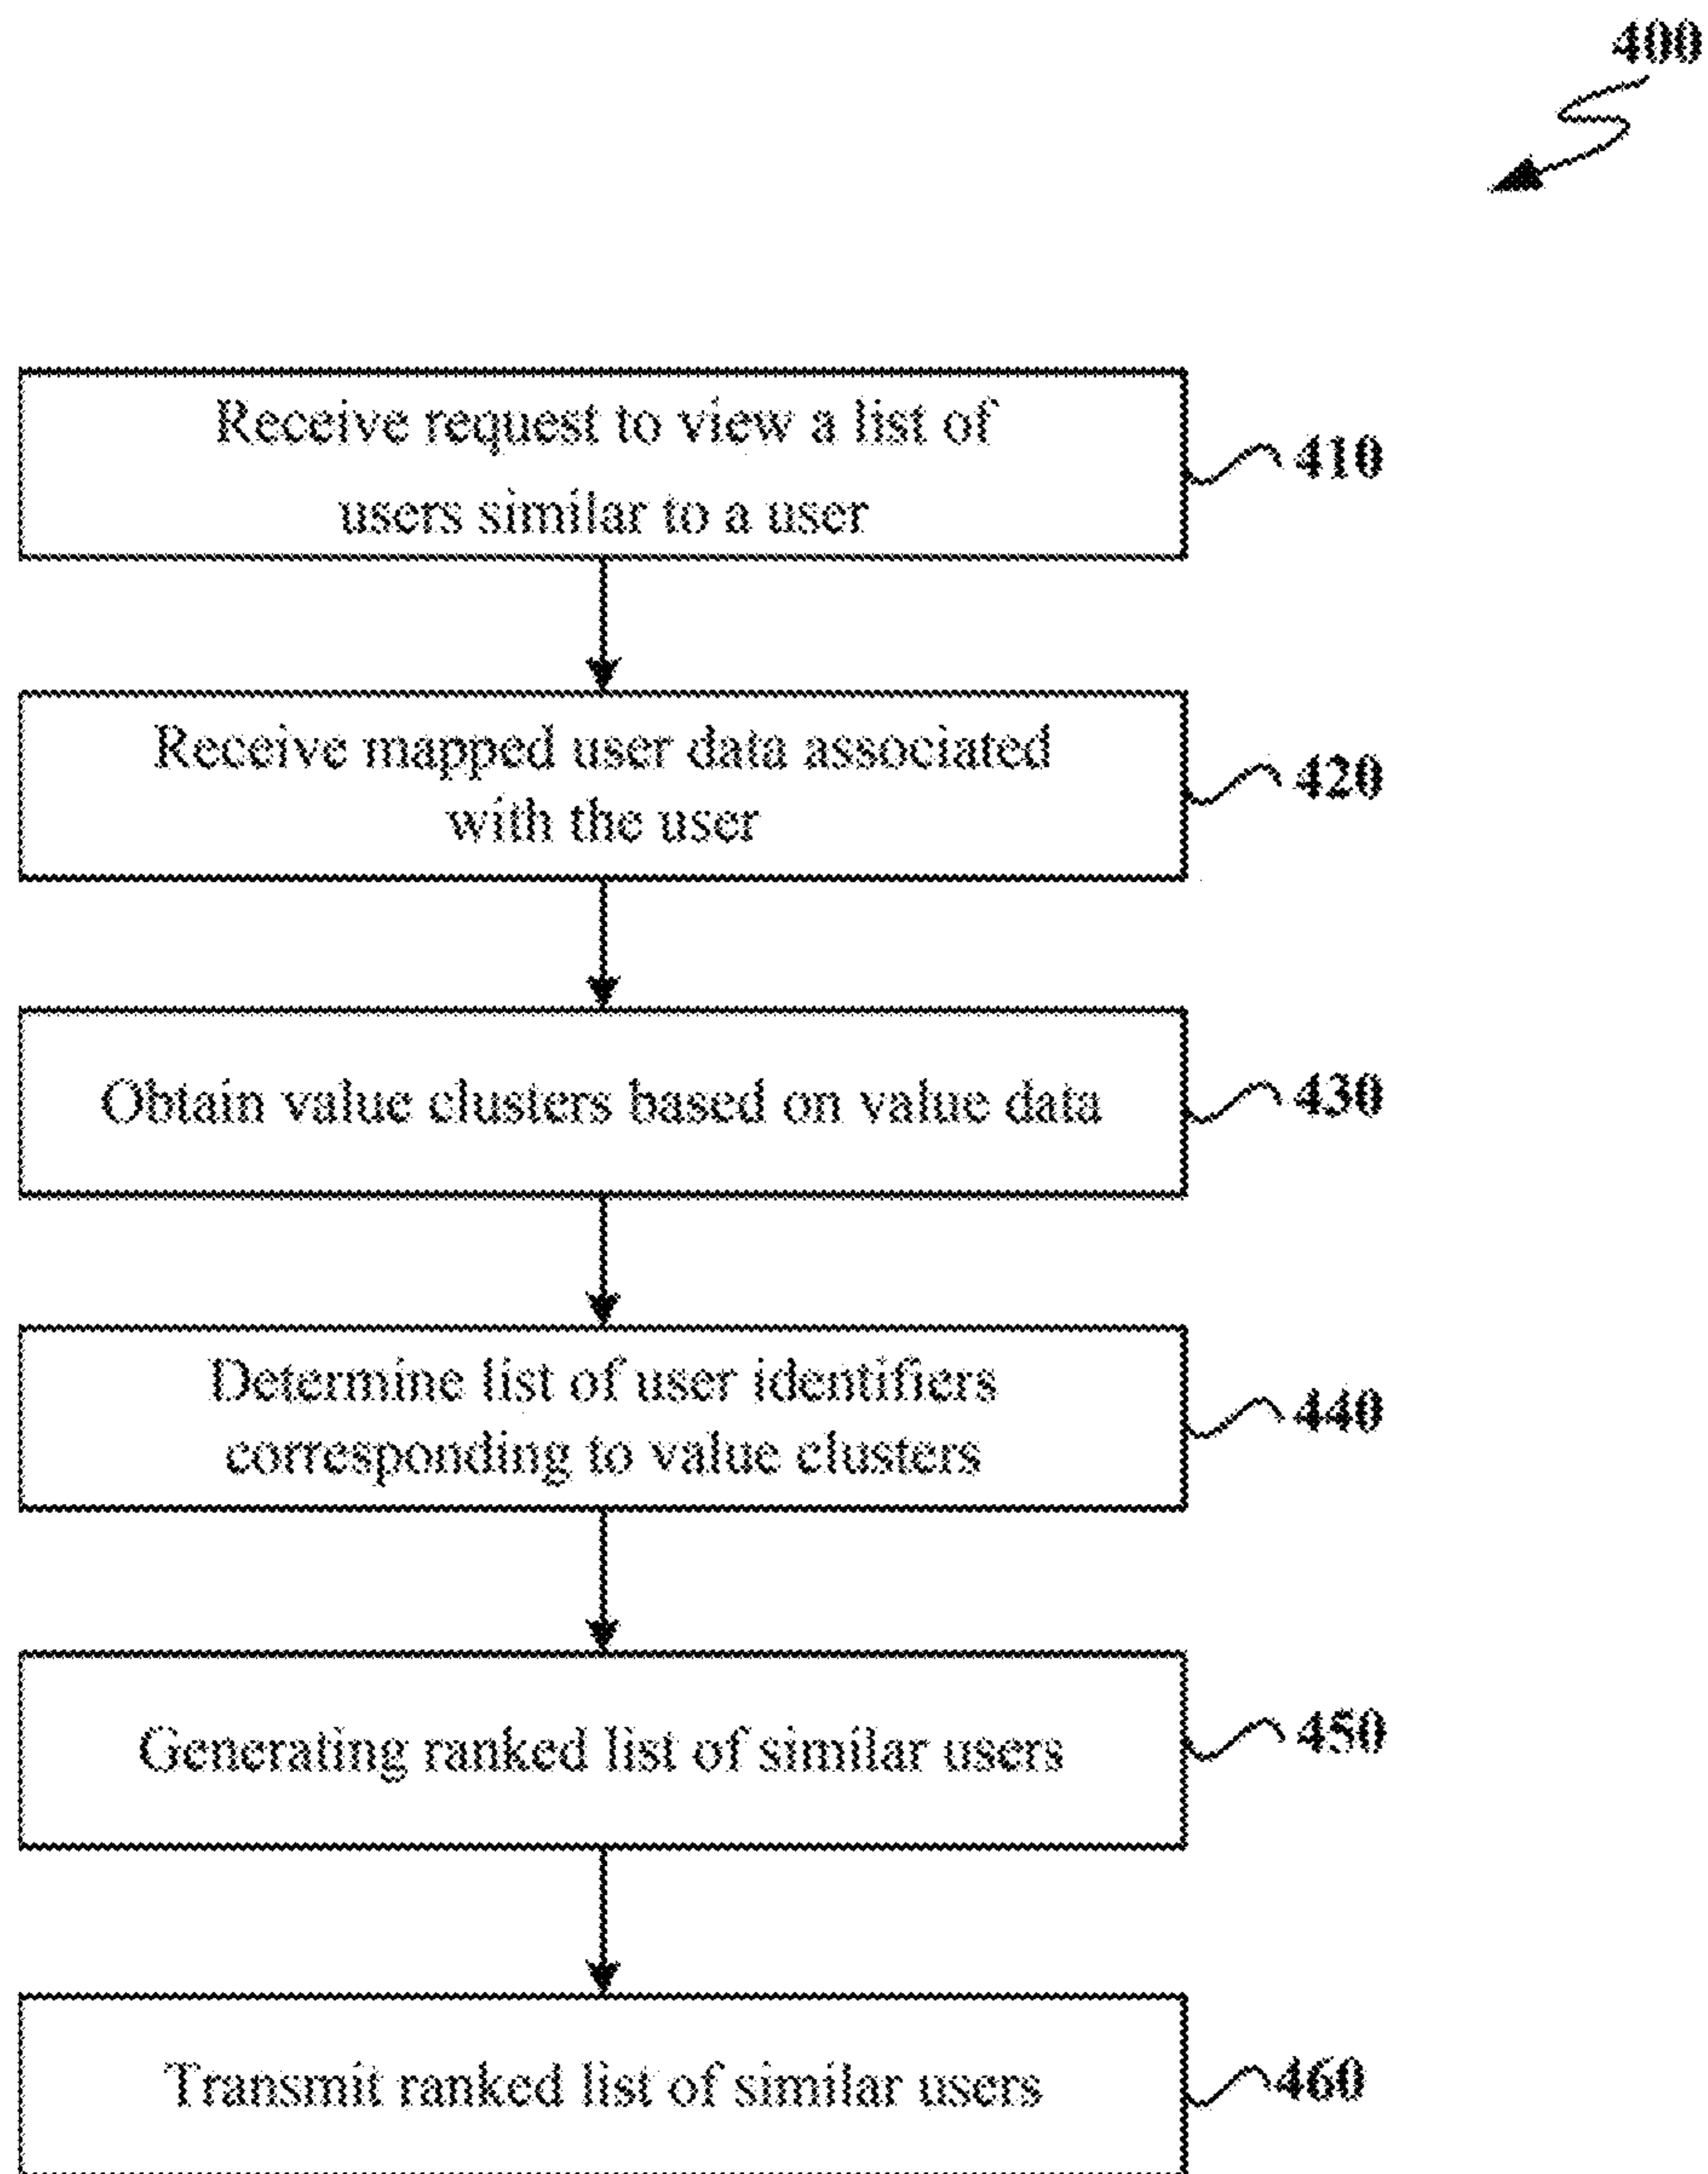 400
Receive request to view a list of
users similar to a user
410
Receive mapped user data associated
with the user
420
Obtain value clusters based on value data
430
Determine list of user identifiers
corresponding to value clusters
440
Generating ranked list of similar users
450
Transmit ranked list of similar users
460